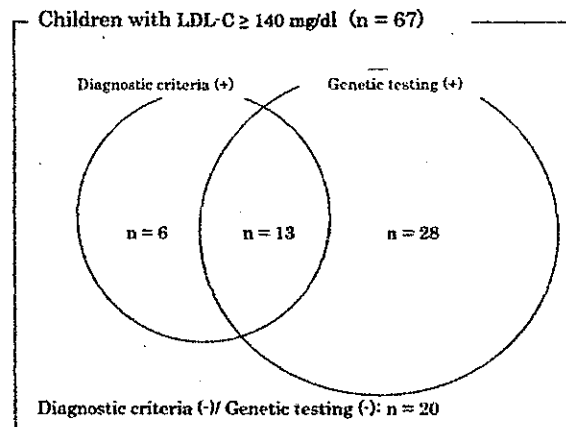 Children with LDL-C ≥ 140 mg/dl (n = 67)
Diagnostic criteria (+)
Genetic testing (+)
n = 6
n = 13
n = 28
Diagnostic criteria (-)/ Genetic testing (-): n = 20